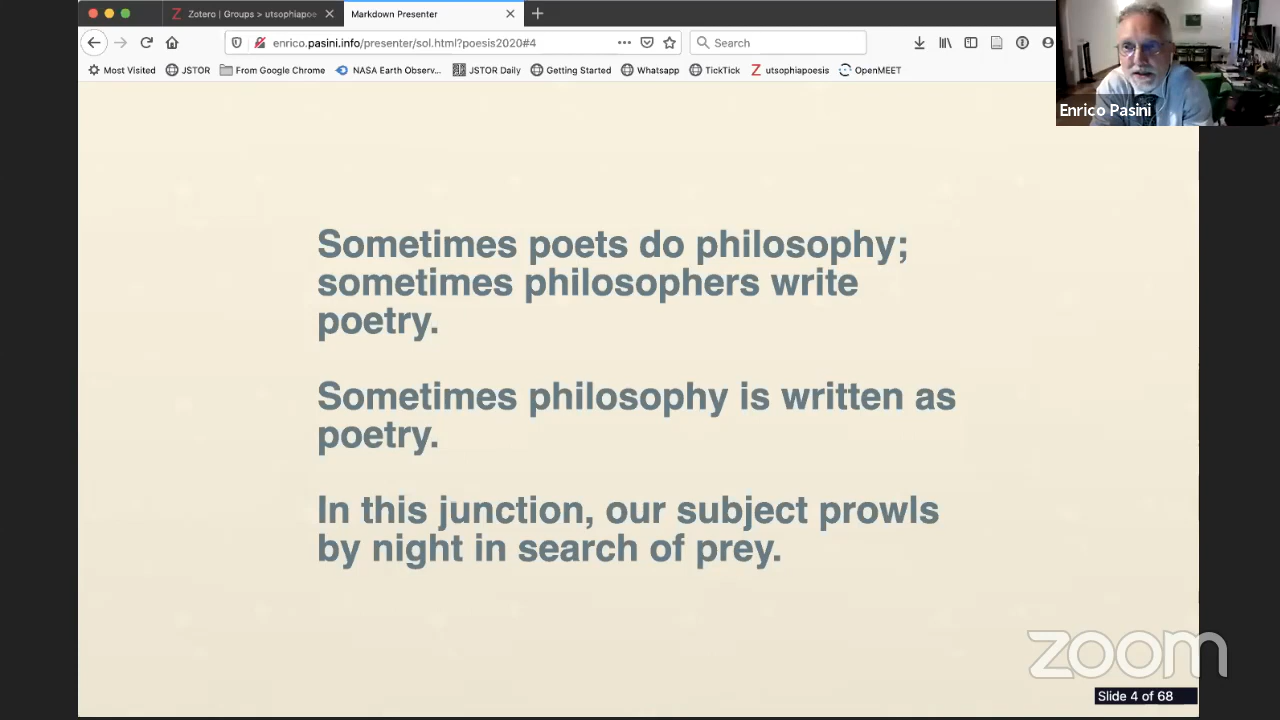 Zotero | Groups > utsophiapoe
Markdown Presenter
enrico.pasini.info/presenter/sol.html?poesis2020#4
Search
Most Visited
JSTOR
From Google Chrome
NASA Earth Observ...
JSTOR Daily
Getting Started
Whatsapp
TickTick
utsophiapoesis
OpenMEET
Enrico Pasini
Sometimes poets do philosophy;
sometimes philosophers write
poetry.
Sometimes philosophy is written as
poetry.
In this junction, our subject prowls
by night in search of prey.
zoom
Slide 4 of 68